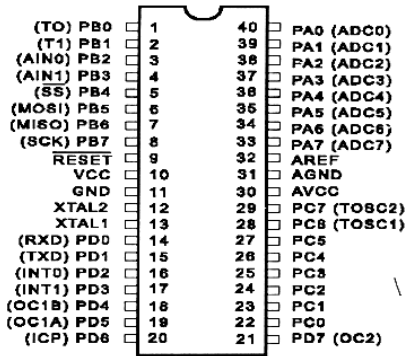 (T0) PB0 1 40 PA0 (ADC0)
(T1) PB1 2 39 PA1 (ADC1)
(AIN0) PB2 3 38 PA2 (ADC2)
(AIN1) PB3 4 37 PA3 (ADC3)
(SS) PB4 5 36 PA4 (ADC4)
(MOSI) PB5 6 35 PA5 (ADC5)
(MISO) PB6 7 34 PA6 (ADC6)
(SCK) PB7 8 33 PA7 (ADC7)
RESET 9 32 AREF
VCC 10 31 AGND
GND 11 30 AVCC
XTAL2 12 29 PC7 (TOSC2)
XTAL1 13 28 PC6 (TOSC1)
(RXD) PD0 14 27 PC5
(TXD) PD1 15 26 PC4
(INT0) PD2 16 25 PC3
(INT1) PD3 17 24 PC2
(OC1B) PD4 18 23 PC1
(OC1A) PD5 19 22 PC0
(ICP) PD6 20 21 PD7 (OC2)